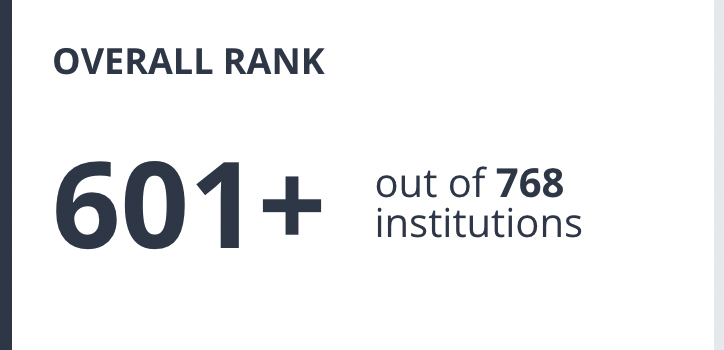 OVERALL RANK
601+
out of 768
institutions